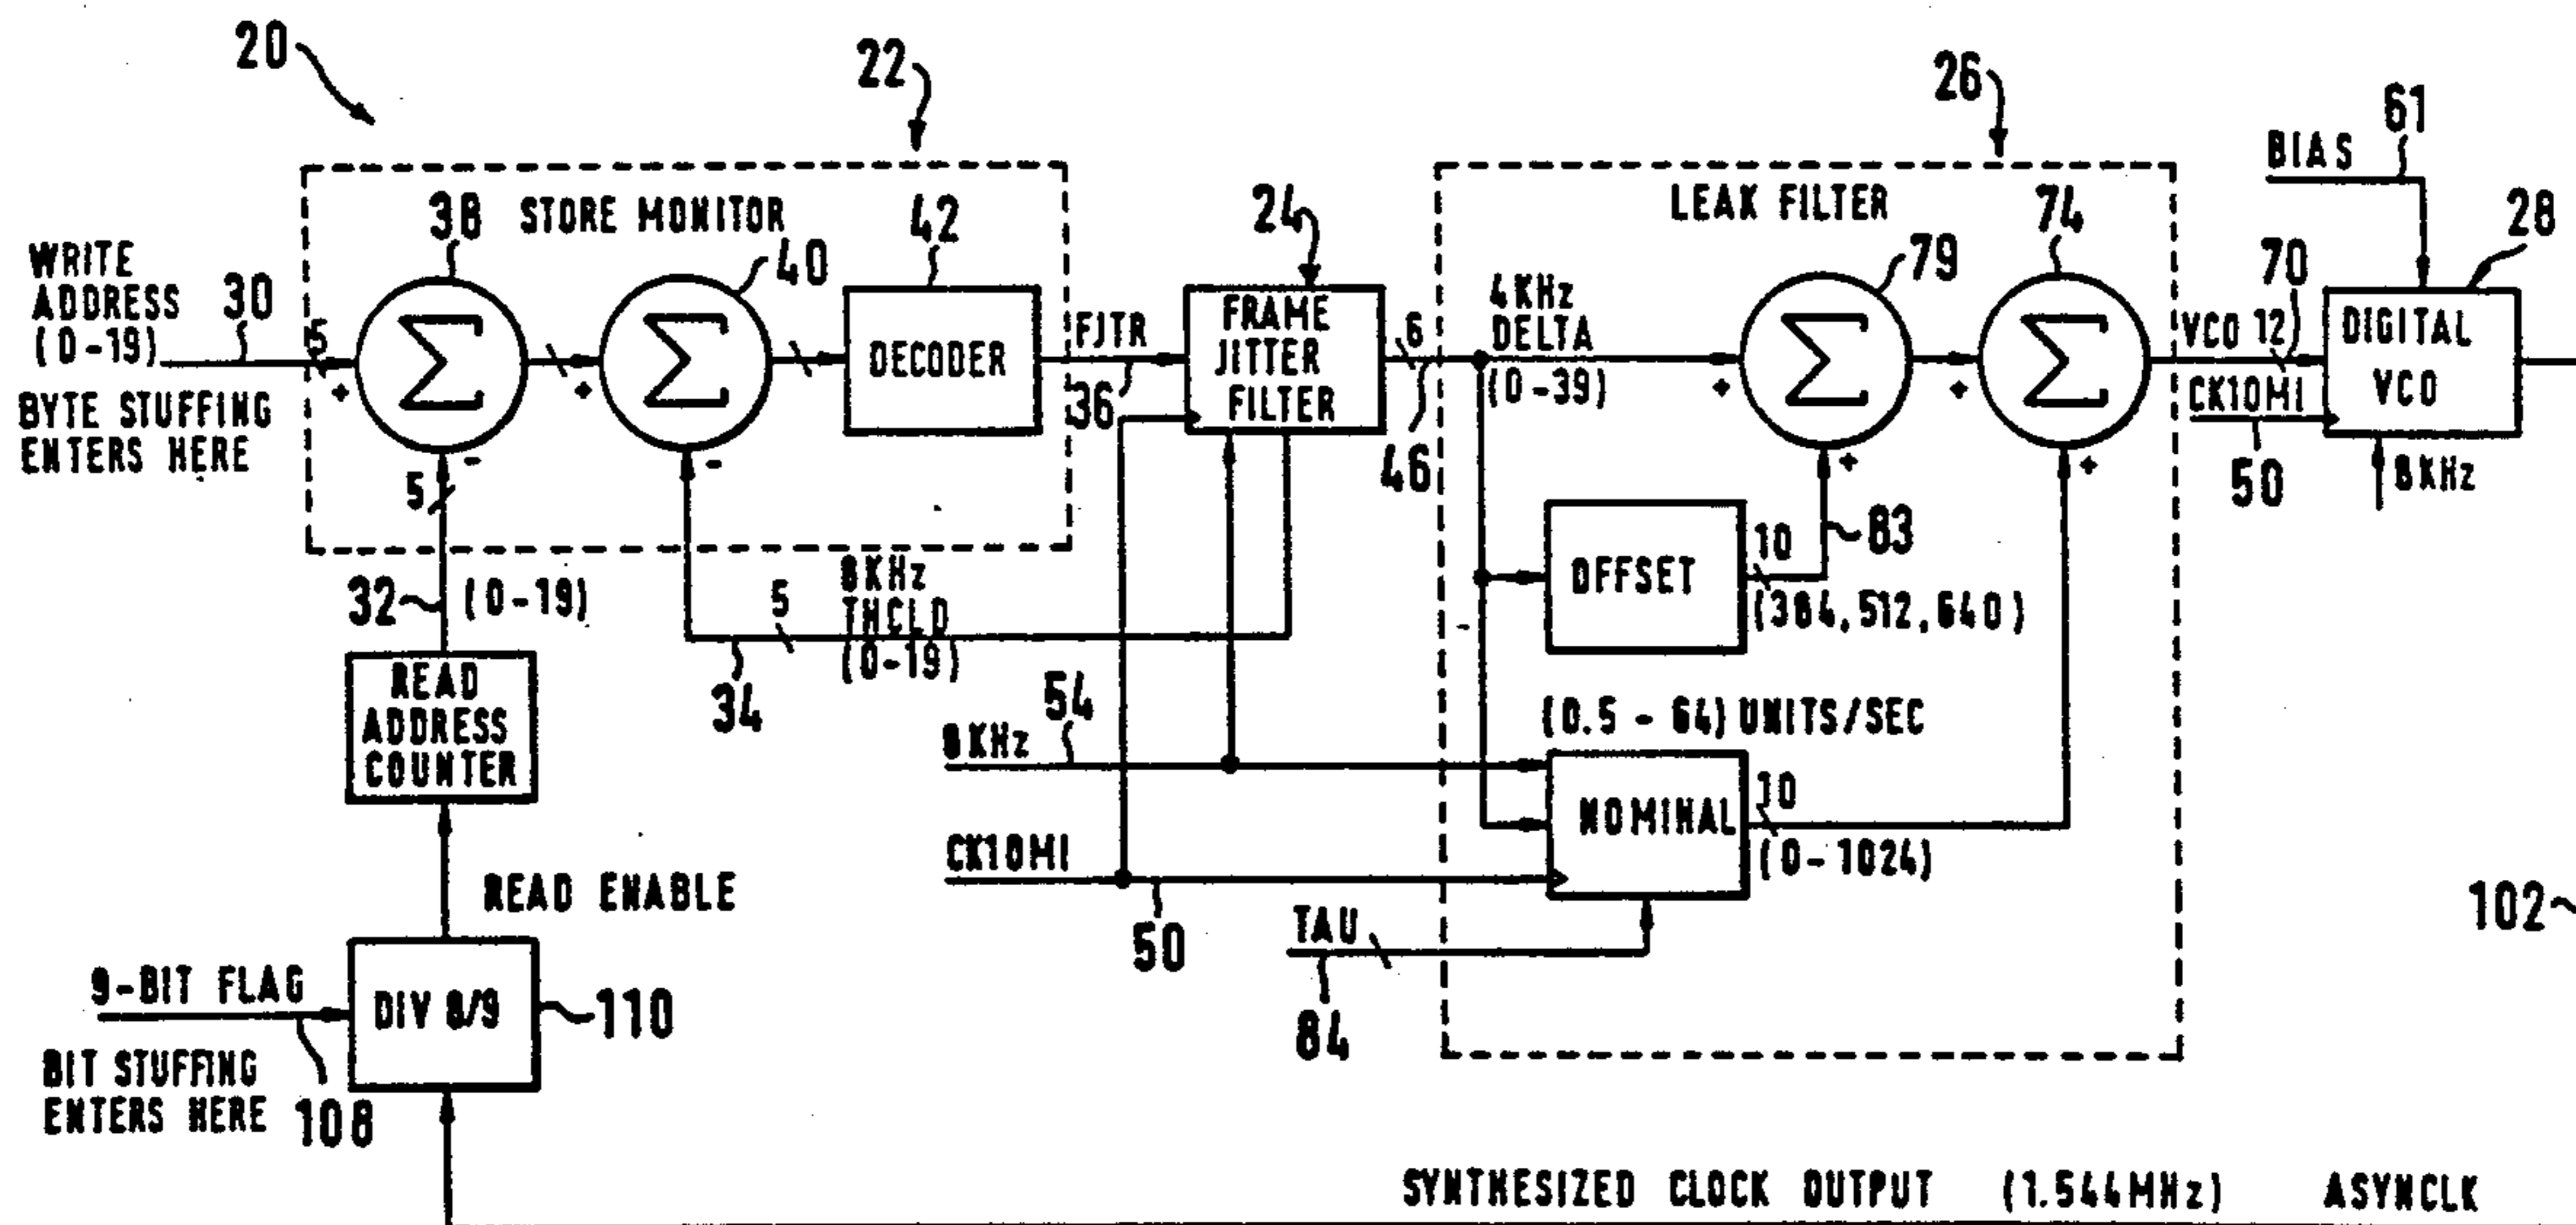 20
22
26
61
BIAS
28
38
STORE MONITOR
42
24
LEAK FILTER
74
WRITE
ADDRESS
(0-19)
30
5
+
Σ
40
+
Σ
DECODER
FJTR
36
FRAME
JITTER
FILTER
6
46
4KHz
DELTA
(0-39)
79
+
Σ
+
Σ
VCO 12
70
CK10MI
50
DIGITAL
VCO
8KHz
BYTE STUFFING
ENTERS HERE
5
-
-
+
+
OFFSET
10
83
(384,512,640)
32
(0-19)
5
8KHz
THCLD
(0-19)
34
READ
ADDRESS
COUNTER
54
8KHz
(0.5 - 64) UNITS/SEC
NOMINAL
10
(0-1024)
CK10MI
50
TAU
84
READ ENABLE
102
9-BIT FLAG
DIV 8/9
110
BIT STUFFING
ENTERS HERE
108
SYNTHESIZED CLOCK OUTPUT (1.544MHz) ASYNCLK